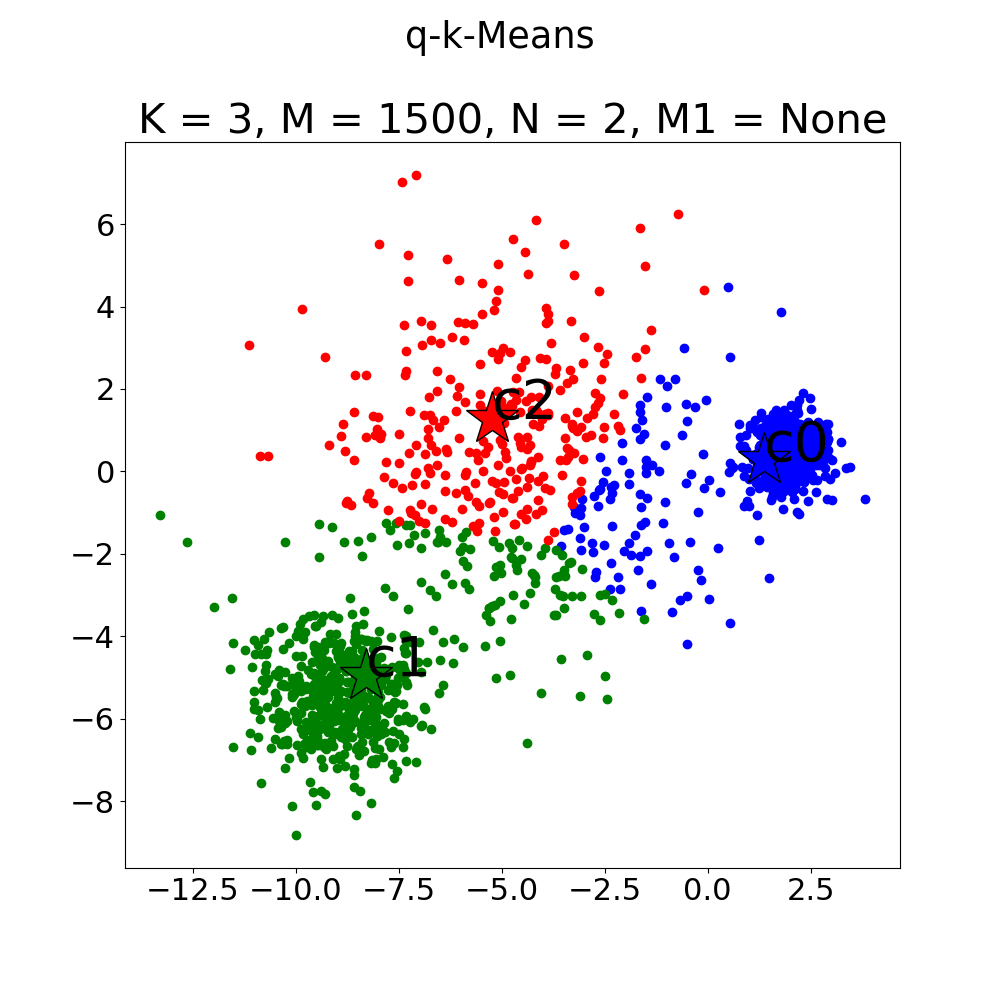 q-k-Means
K = 3, M = 1500, N = 2, M1 = None
6
4
2
0
−2
−4
−6
−8
c2
c0
c1
−12.5 −10.0 −7.5 −5.0 −2.5 0.0 2.5